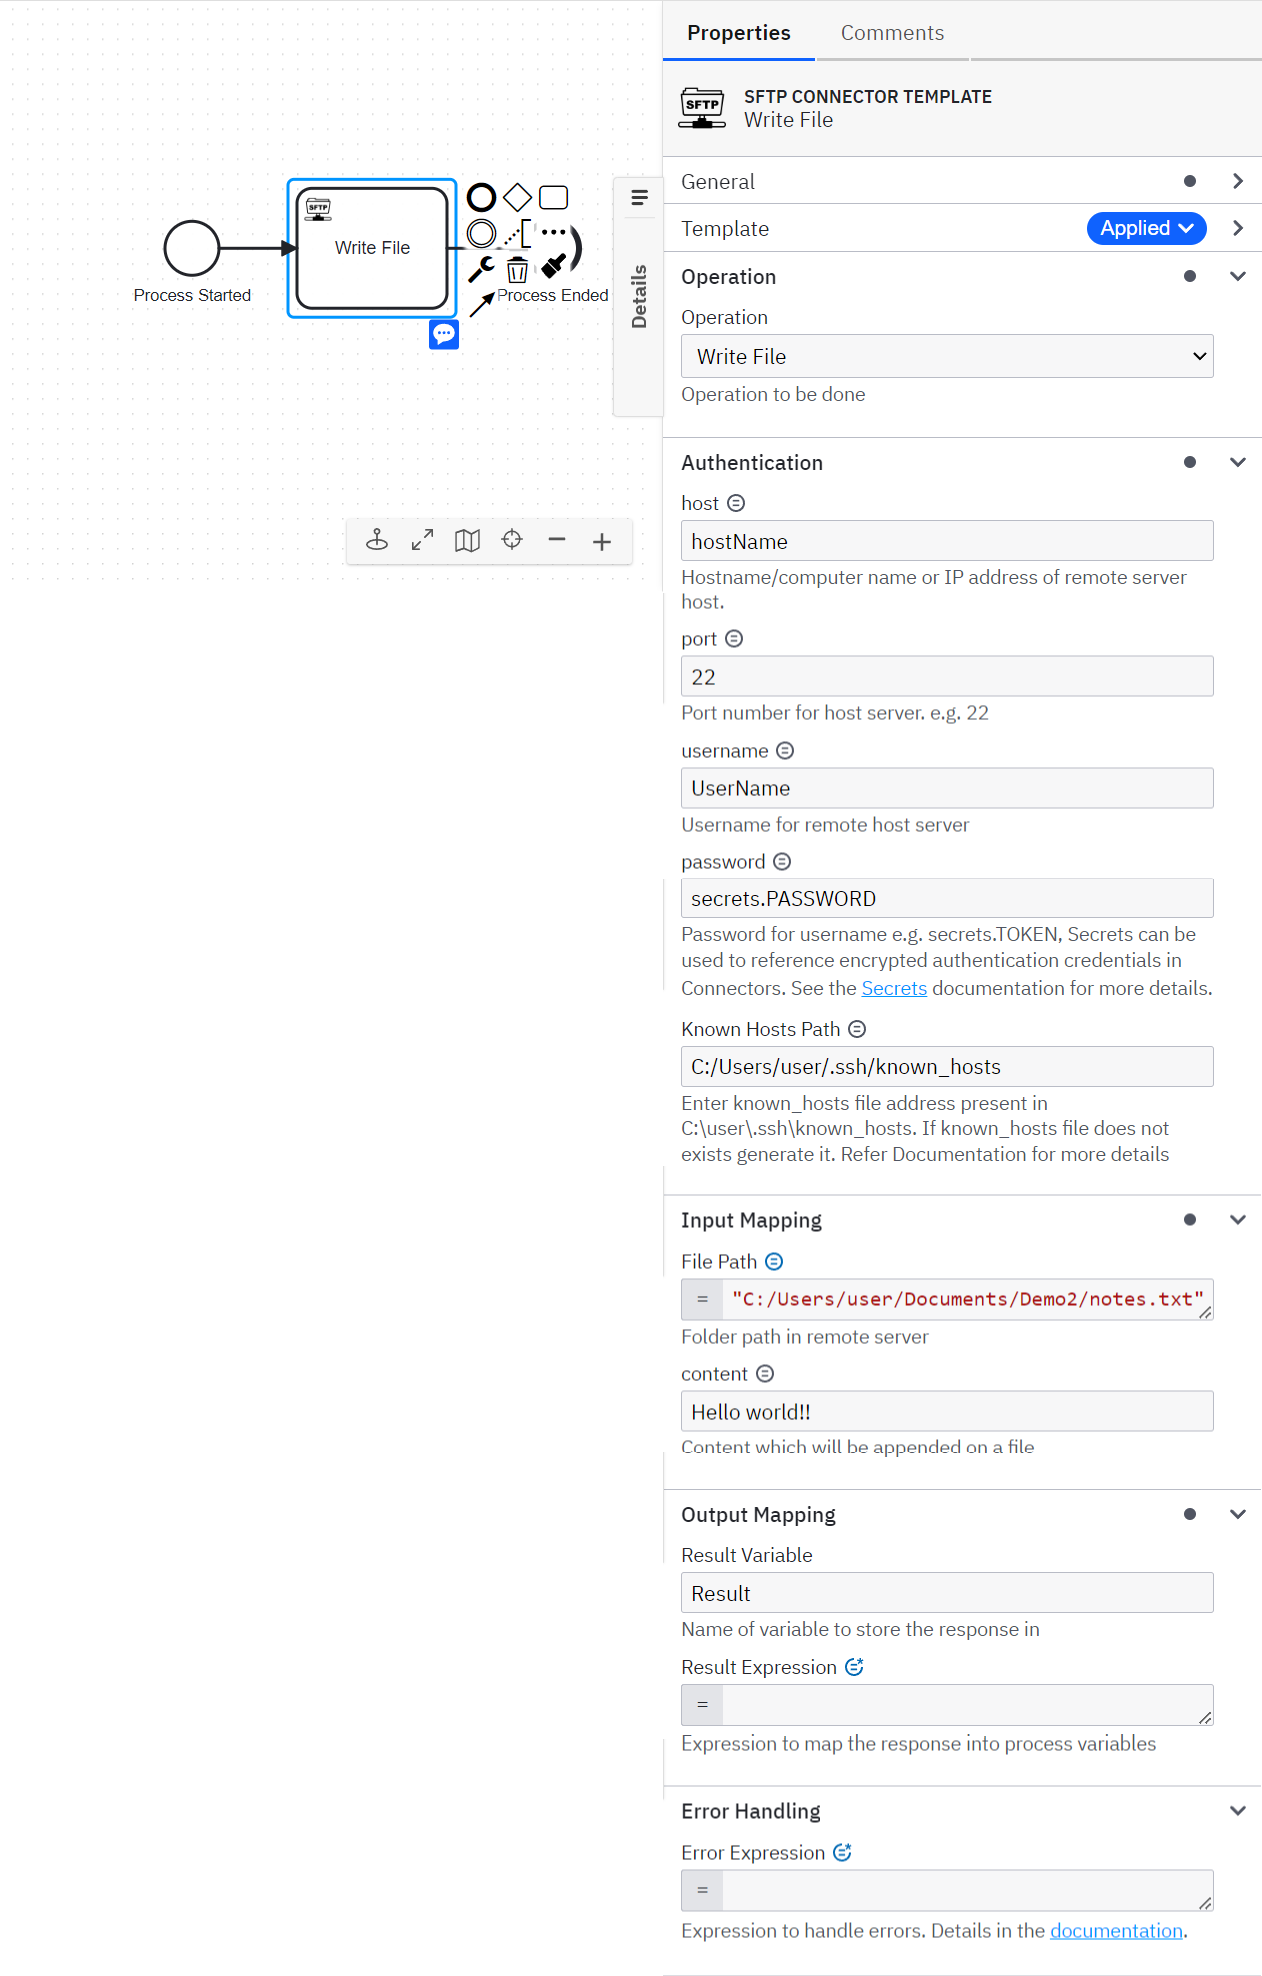 Properties
Comments
SFTP
SFTP CONNECTOR TEMPLATE
Write File
General
Template
Applied
Operation
Operation
Write File
Operation to be done
SFTP
Write File
Process Started
Process Ended
Details
Authentication
host
hostName
Hostname/computer name or IP address of remote server
host.
port
22
Port number for host server. e.g. 22
username
UserName
Username for remote host server
password
secrets.PASSWORD
Password for username e.g. secrets.TOKEN, Secrets can be
used to reference encrypted authentication credentials in
Connectors. See the Secrets documentation for more details.
Known Hosts Path
C:/Users/user/.ssh/known_hosts
Enter known_hosts file address present in
C:\user\.ssh\known_hosts. If known_hosts file does not
exists generate it. Refer Documentation for more details
Input Mapping
File Path
= "C:/Users/user/Documents/Demo2/notes.txt"
Folder path in remote server
content
Hello world!!
Content which will be appended on a file
Output Mapping
Result Variable
Result
Name of variable to store the response in
Result Expression
=
Expression to map the response into process variables
Error Handling
Error Expression
=
Expression to handle errors. Details in the documentation.